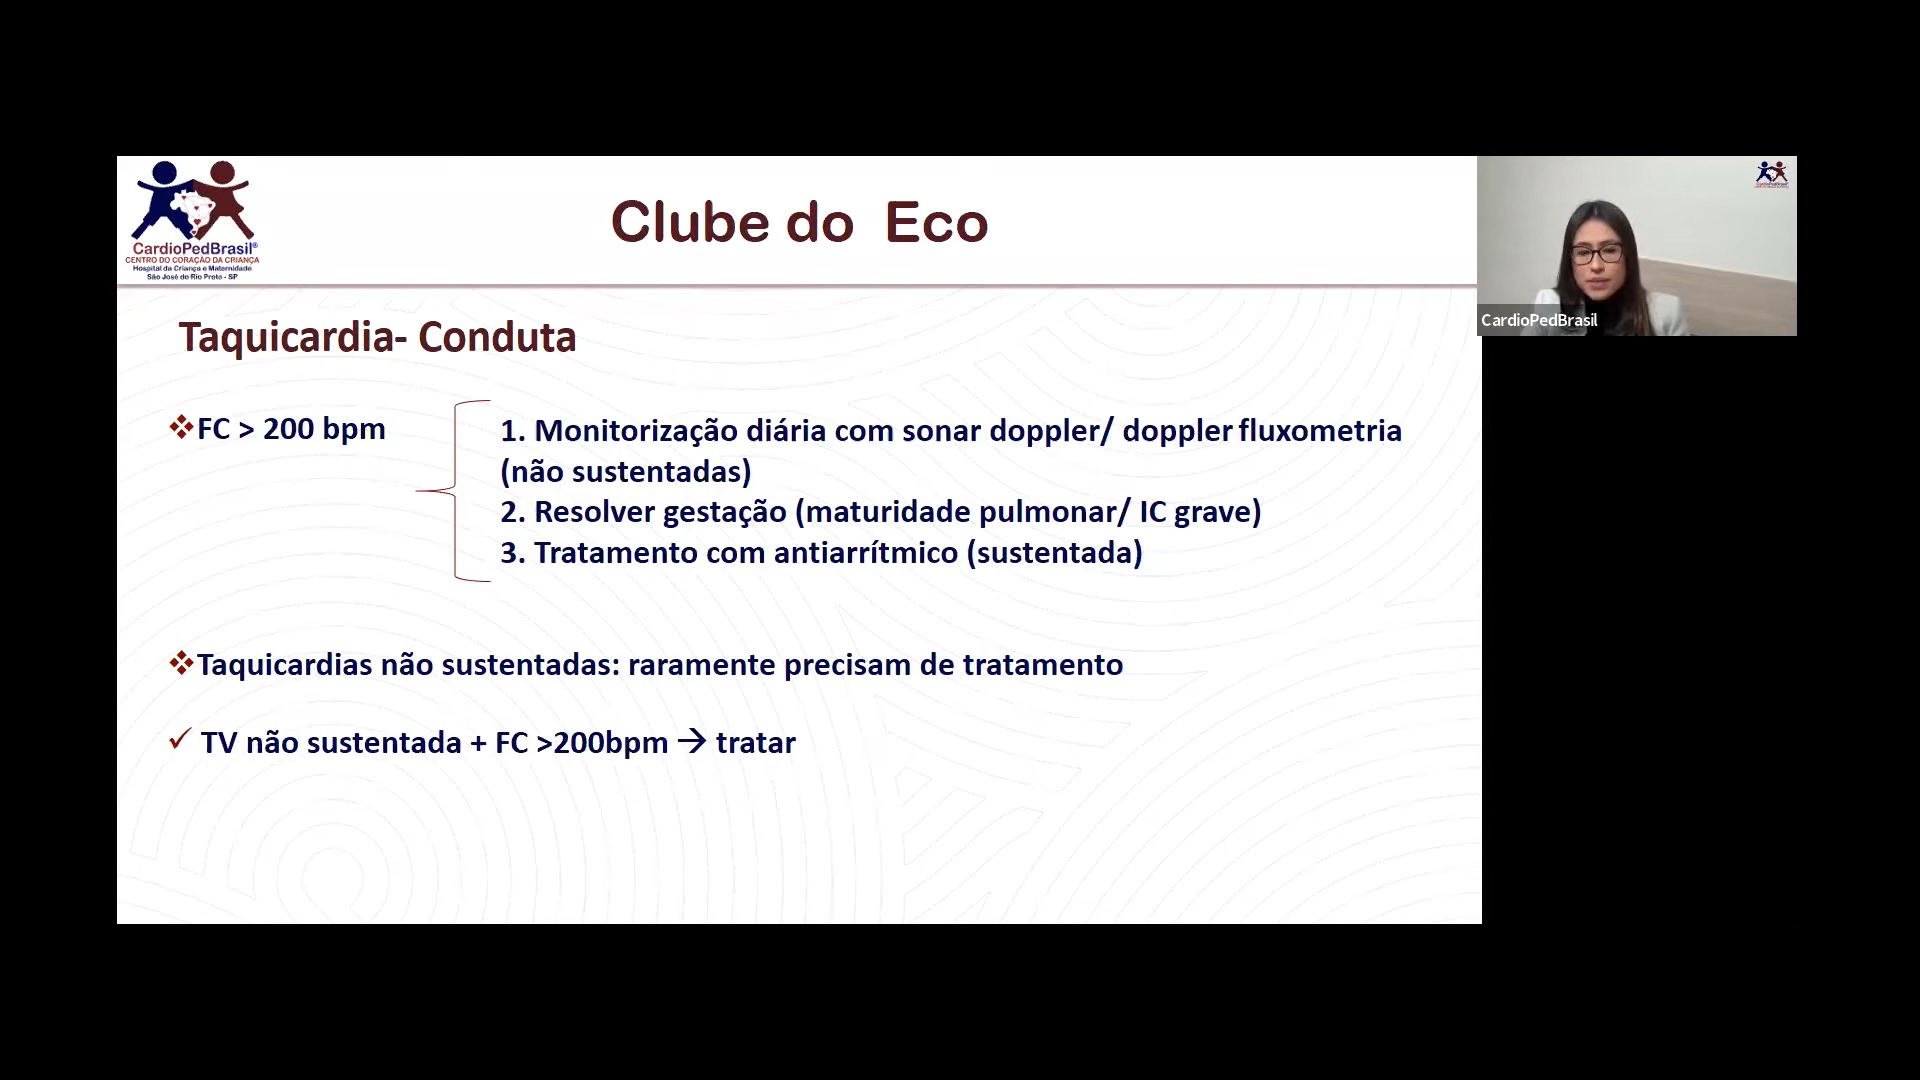 Clube do Eco
CardioPedBrasil®
CENTRO DO CORAÇÃO DA CRIANÇA
Hospital da Criança e Maternidade
São José do Rio Preto - SP
CardioPedBrasil
Taquicardia- Conduta
FC > 200 bpm
1. Monitorização diária com sonar doppler/ doppler fluxometria
(não sustentadas)
2. Resolver gestação (maturidade pulmonar/ IC grave)
3. Tratamento com antiarrítmico (sustentada)
Taquicardias não sustentadas: raramente precisam de tratamento
TV não sustentada + FC >200bpm → tratar